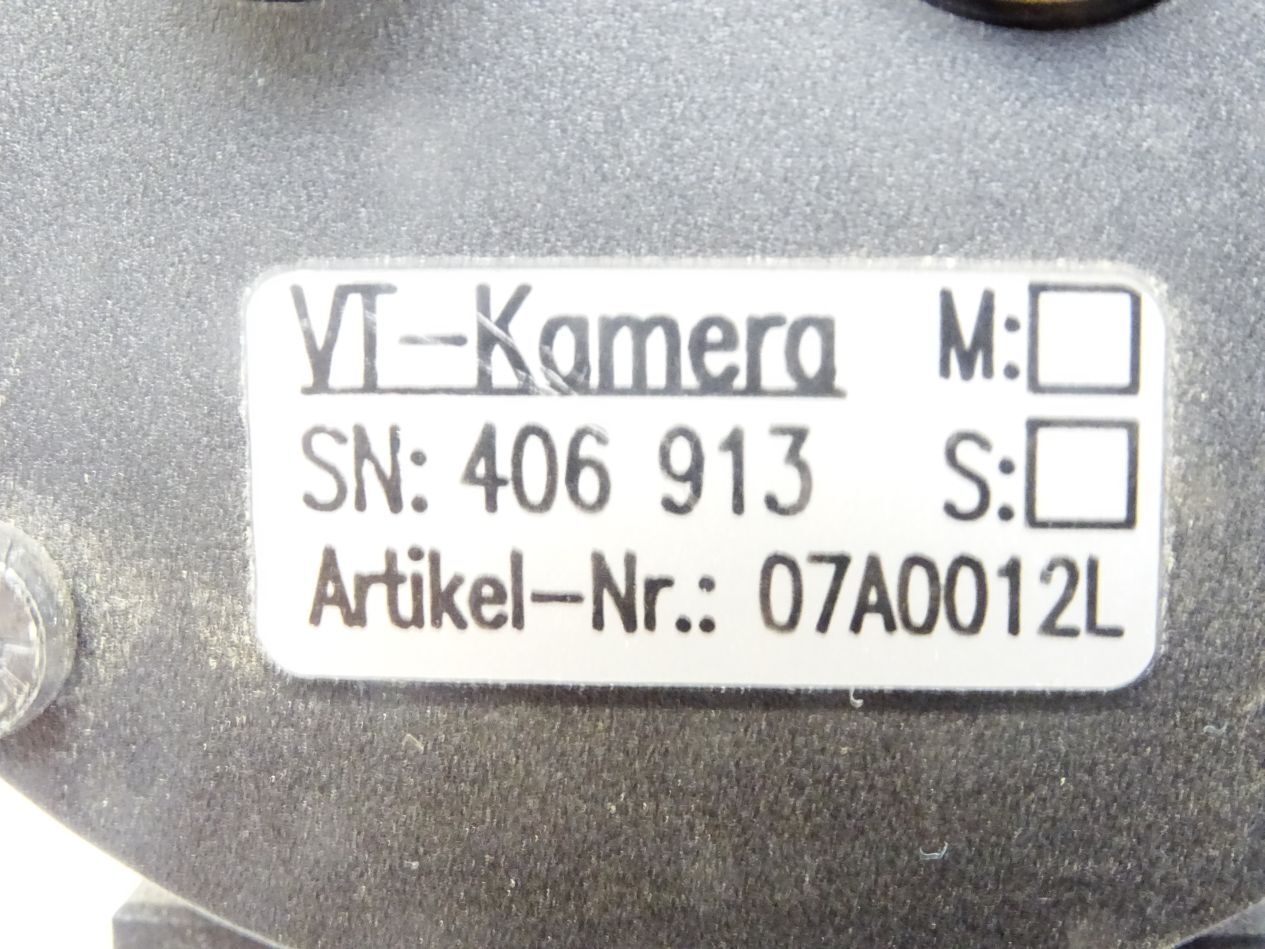 VT-Kamera M:
SN: 406 913 S:
Artikel-Nr.: 07A0012L